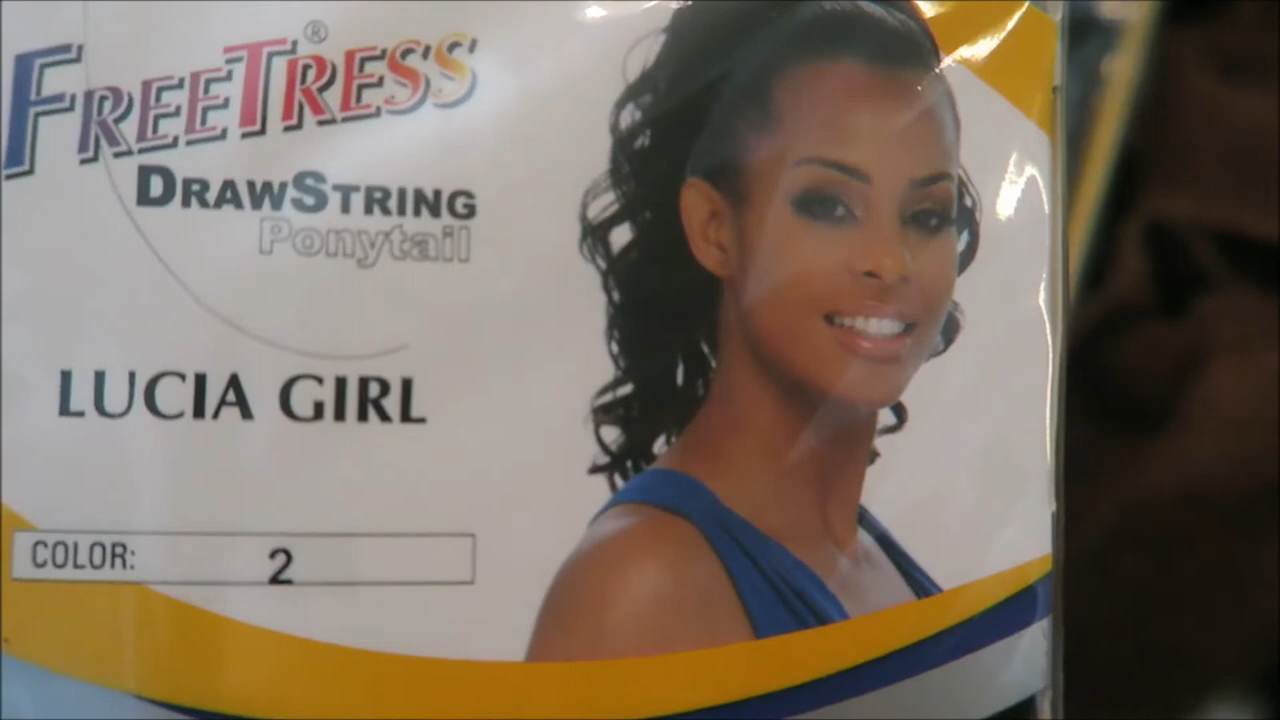 FREETRESS®
DRAWSTRING
Ponytail
LUCIA GIRL
COLOR: 2